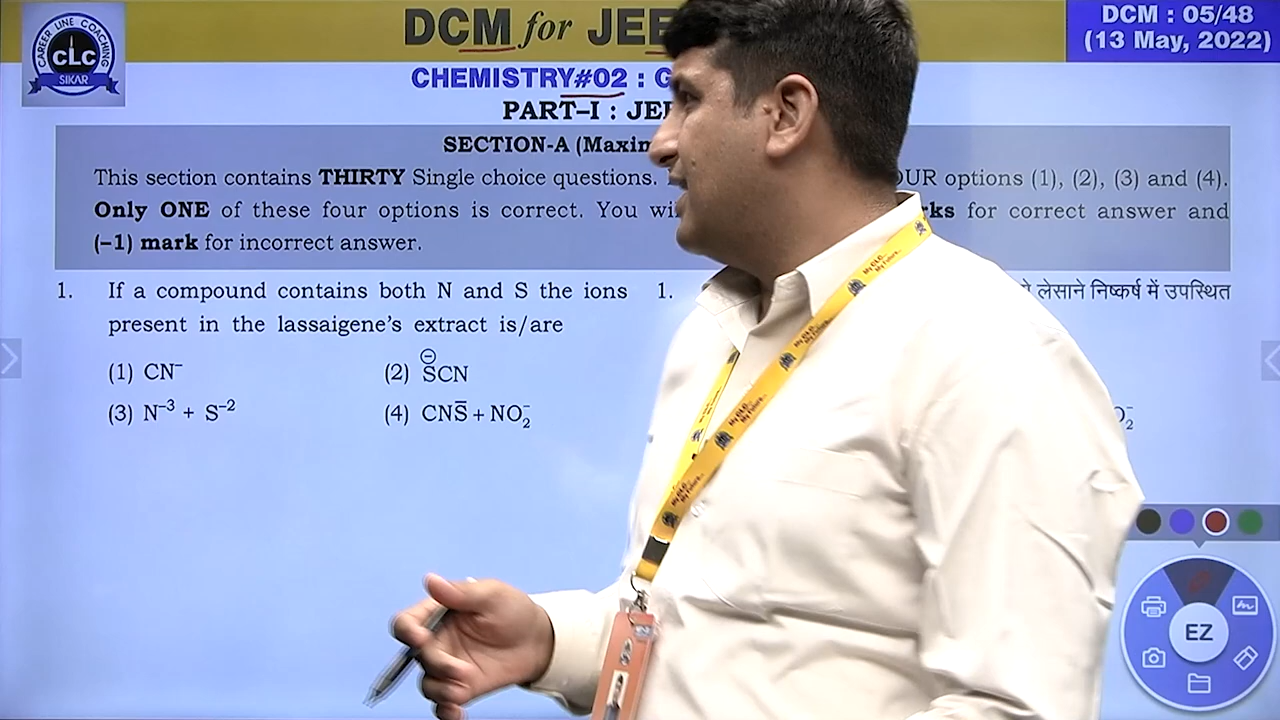 DCM for JEE
DCM : 05/48
(13 May, 2022)
CAREER LINE COACHING
CLC
SIKAR
CHEMISTRY#02 : G
PART–I : JEE
SECTION-A (Maxim
This section contains THIRTY Single choice questions. OUR options (1), (2), (3) and (4).
Only ONE of these four options is correct. You wi rks for correct answer and
(–1) mark for incorrect answer.
1. If a compound contains both N and S the ions
present in the lassaigene's extract is/are
(1) CN⁻ (2) S͏CN
(3) N⁻³ + S⁻² (4) CNS̅ + NO₂⁻
1. लेसाने निष्कर्ष में उपस्थित
O₂⁻
EZ